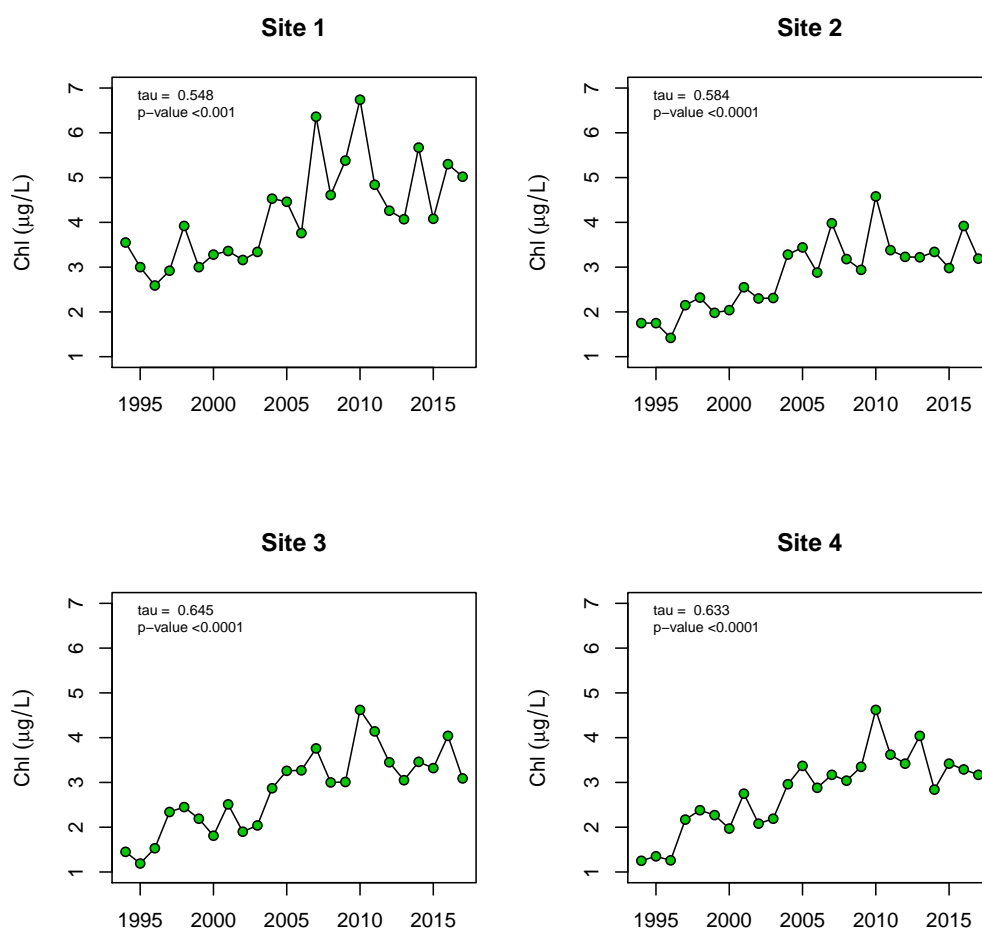 Site 1
tau = 0.548
p−value <0.001
Chl (μg/L)
7
6
5
4
3
2
1
1995 2000 2005 2010 2015
Site 2
tau = 0.584
p−value <0.0001
Chl (μg/L)
7
6
5
4
3
2
1
1995 2000 2005 2010 2015
Site 3
tau = 0.645
p−value <0.0001
Chl (μg/L)
7
6
5
4
3
2
1
1995 2000 2005 2010 2015
Site 4
tau = 0.633
p−value <0.0001
Chl (μg/L)
7
6
5
4
3
2
1
1995 2000 2005 2010 2015